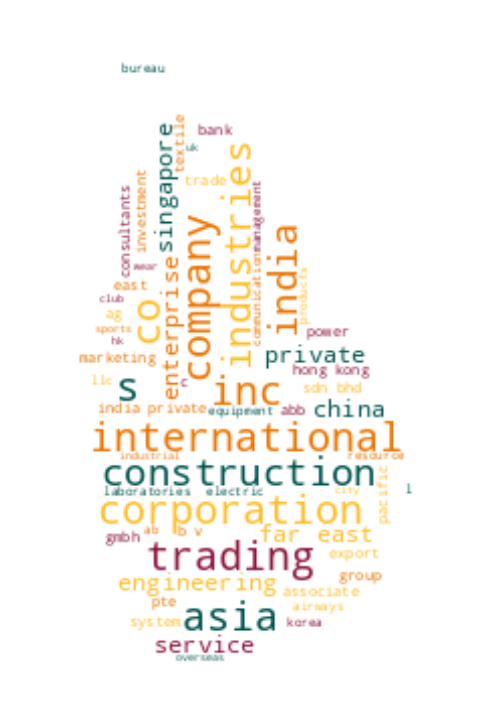 bureau
bank
textile
singapore
uk
industries
trade
investment
consultants
management
company
india
communication
enterprise
wear
products
east
club
co
ag
sports
power
hk
marketing
private
hong kong
llc
s
c
inc
sdn bhd
india private
equipment
abb
china
international
industrial
resource
construction
pacific
laboratories
electric
city
l
corporation
ab
b v
far east
gmbh
trading
export
engineering
group
associate
pte
asia
airways
system
korea
service
overseas